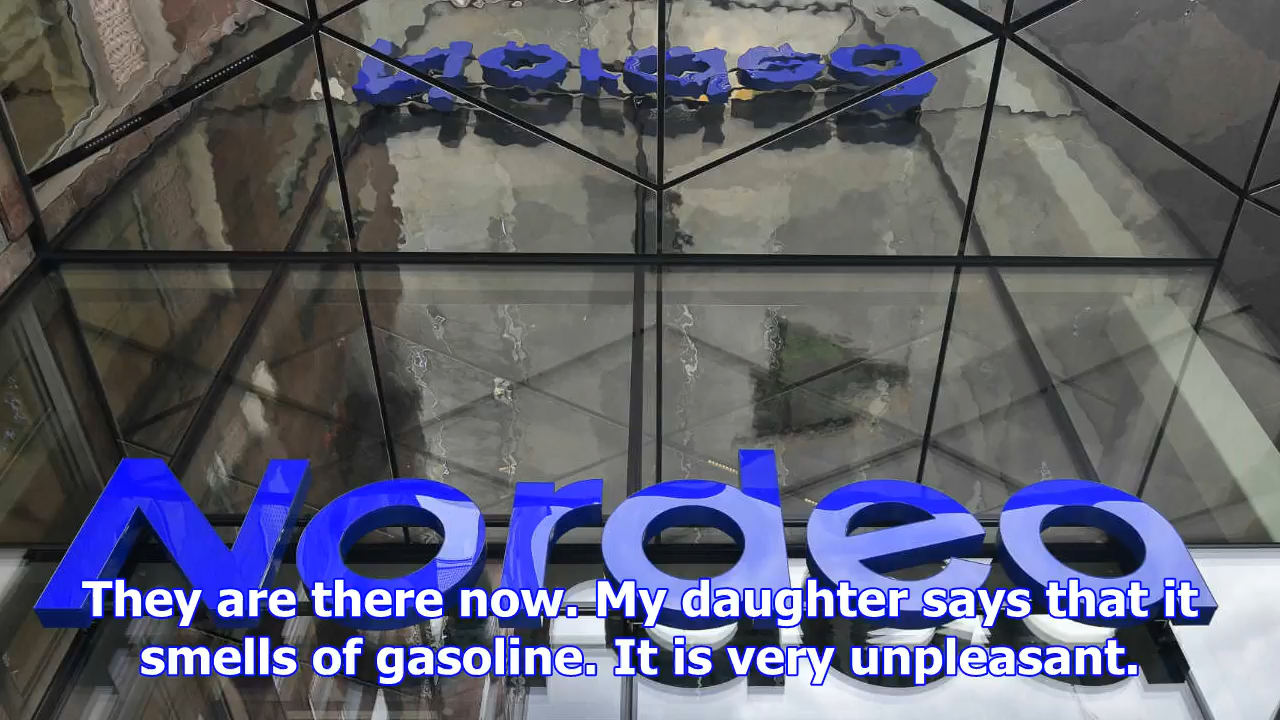 Nordea
They are there now. My daughter says that it
smells of gasoline. It is very unpleasant.